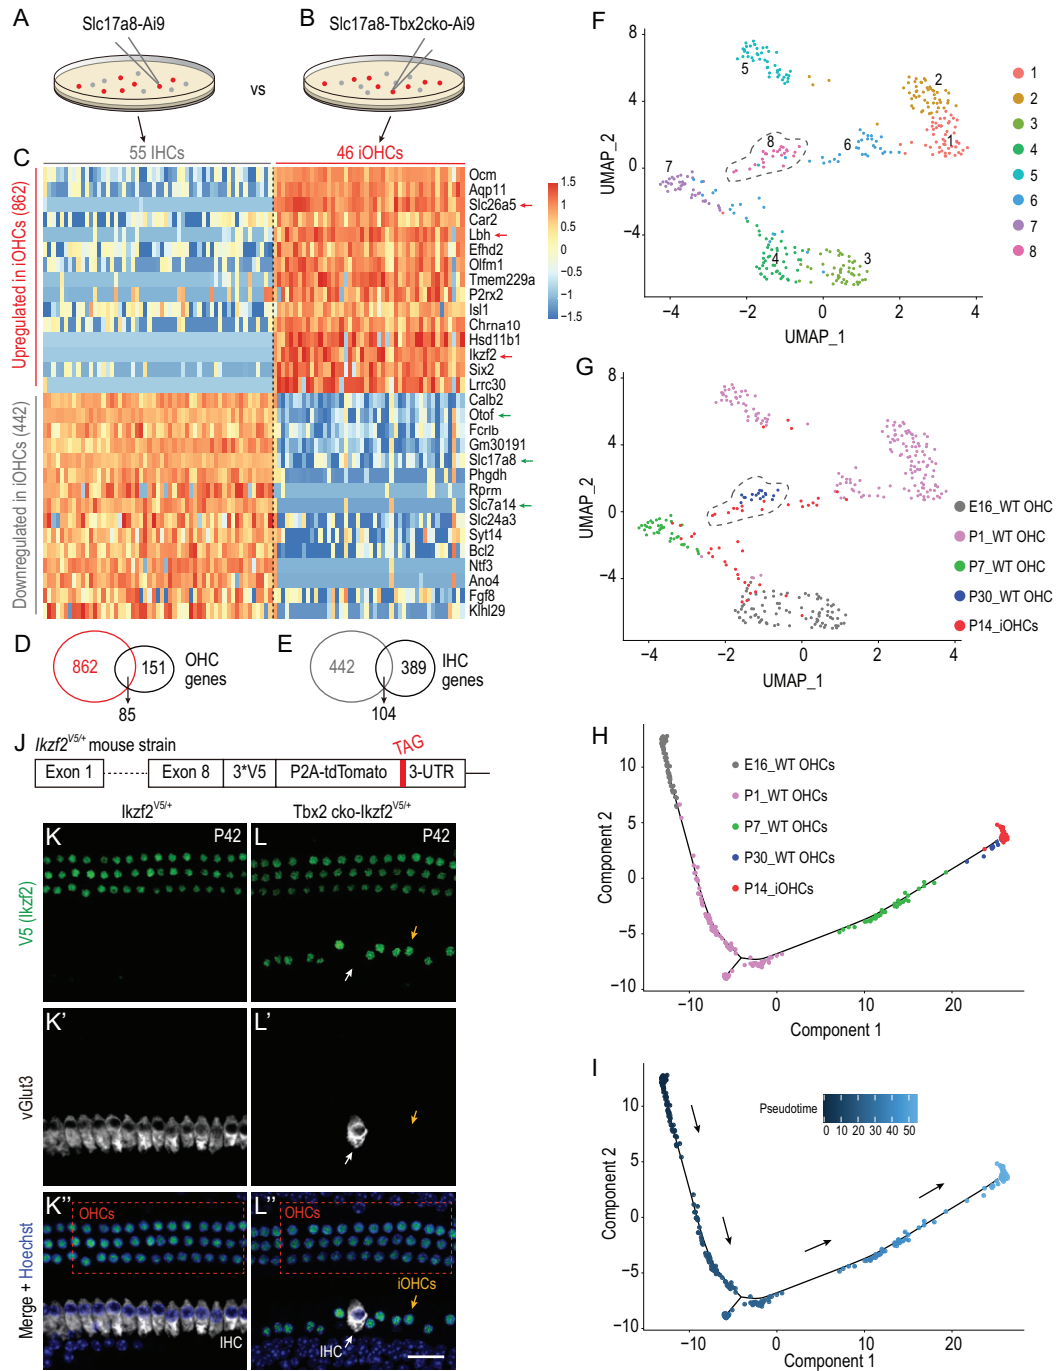 A
Slc17a8-Ai9
B
Slc17a8-Tbx2cko-Ai9
vs
C
55 IHCs
46 iOHCs
Upregulated in iOHCs (862)
Downregulated in iOHCs (442)
Ocm
Aqp11
Slc26a5
Car2
Lbh
Efhd2
Olfm1
Tmem229a
P2rx2
Isl1
Chrna10
Hsd11b1
Ikzf2
Six2
Lrrc30
Calb2
Otof
Fcrlb
Gm30191
Slc17a8
Phgdh
Rprm
Slc7a14
Slc24a3
Syt14
Bcl2
Ntf3
Ano4
Fgf8
Klhl29
1.5
1
0.5
0
−0.5
−1
−1.5
D
862
151
OHC
genes
85
E
442
389
IHC
genes
104
F
8
4
0
−4
UMAP_2
−4
−2
0
2
4
UMAP_1
5
2
1
6
8
7
4
3
1
2
3
4
5
6
7
8
G
8
4
0
−4
UMAP_2
−4
−2
0
2
4
UMAP_1
E16_WT OHC
P1_WT OHC
P7_WT OHC
P30_WT OHC
P14_iOHCs
H
10
5
0
−5
−10
Component 2
−10
0
10
20
Component 1
E16_WT OHCs
P1_WT OHCs
P7_WT OHCs
P30_WT OHCs
P14_iOHCs
I
10
5
0
−5
−10
Component 2
−10
0
10
20
Component 1
Pseudotime
0 10 20 30 40 50
J
Ikzf2V5/+ mouse strain
TAG
Exon 1
Exon 8
3*V5
P2A-tdTomato
3-UTR
Ikzf2V5/+
Tbx2 cko-Ikzf2V5/+
K
P42
L
P42
V5 (Ikzf2)
K'
L'
vGlut3
K''
OHCs
IHC
L''
OHCs
iOHCs
IHC
Merge + Hoechst